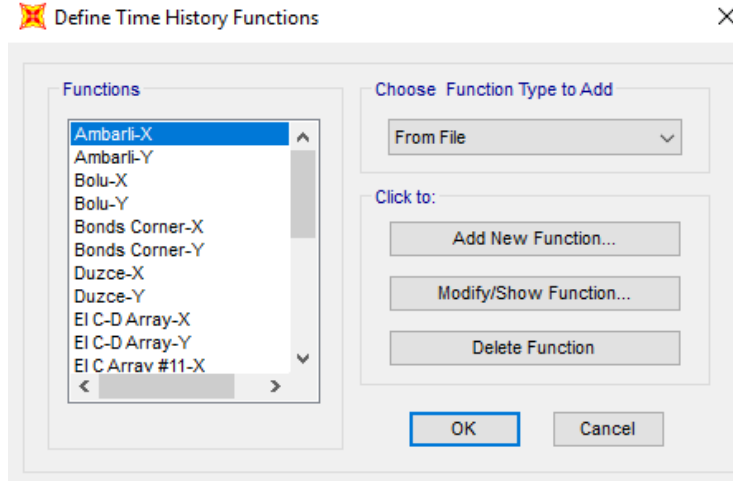 Define Time History Functions
Functions
Ambarli-X
Ambarli-Y
Bolu-X
Bolu-Y
Bonds Corner-X
Bonds Corner-Y
Duzce-X
Duzce-Y
El C-D Array-X
El C-D Array-Y
El C Array #11-X
Choose Function Type to Add
From File
Click to:
Add New Function...
Modify/Show Function...
Delete Function
OK
Cancel